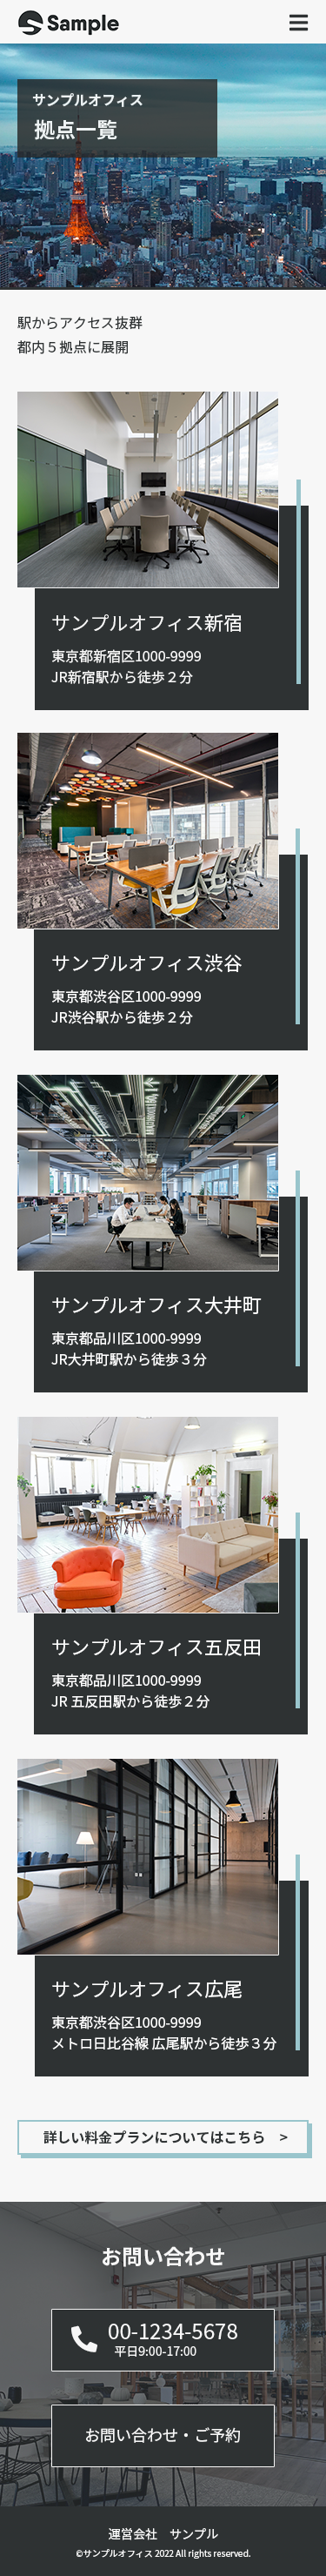 Sample
サンプルオフィス
拠点一覧
駅からアクセス抜群
都内５拠点に展開
サンプルオフィス新宿
東京都新宿区1000-9999
JR新宿駅から徒歩２分
サンプルオフィス渋谷
東京都渋谷区1000-9999
JR渋谷駅から徒歩２分
サンプルオフィス大井町
東京都品川区1000-9999
JR大井町駅から徒歩３分
サンプルオフィス五反田
東京都品川区1000-9999
JR 五反田駅から徒歩２分
サンプルオフィス広尾
東京都渋谷区1000-9999
メトロ日比谷線 広尾駅から徒歩３分
詳しい料金プランについてはこちら　>
お問い合わせ
00-1234-5678
平日9:00-17:00
お問い合わせ・ご予約
運営会社　サンプル
©サンプルオフィス 2022 All rights reserved.